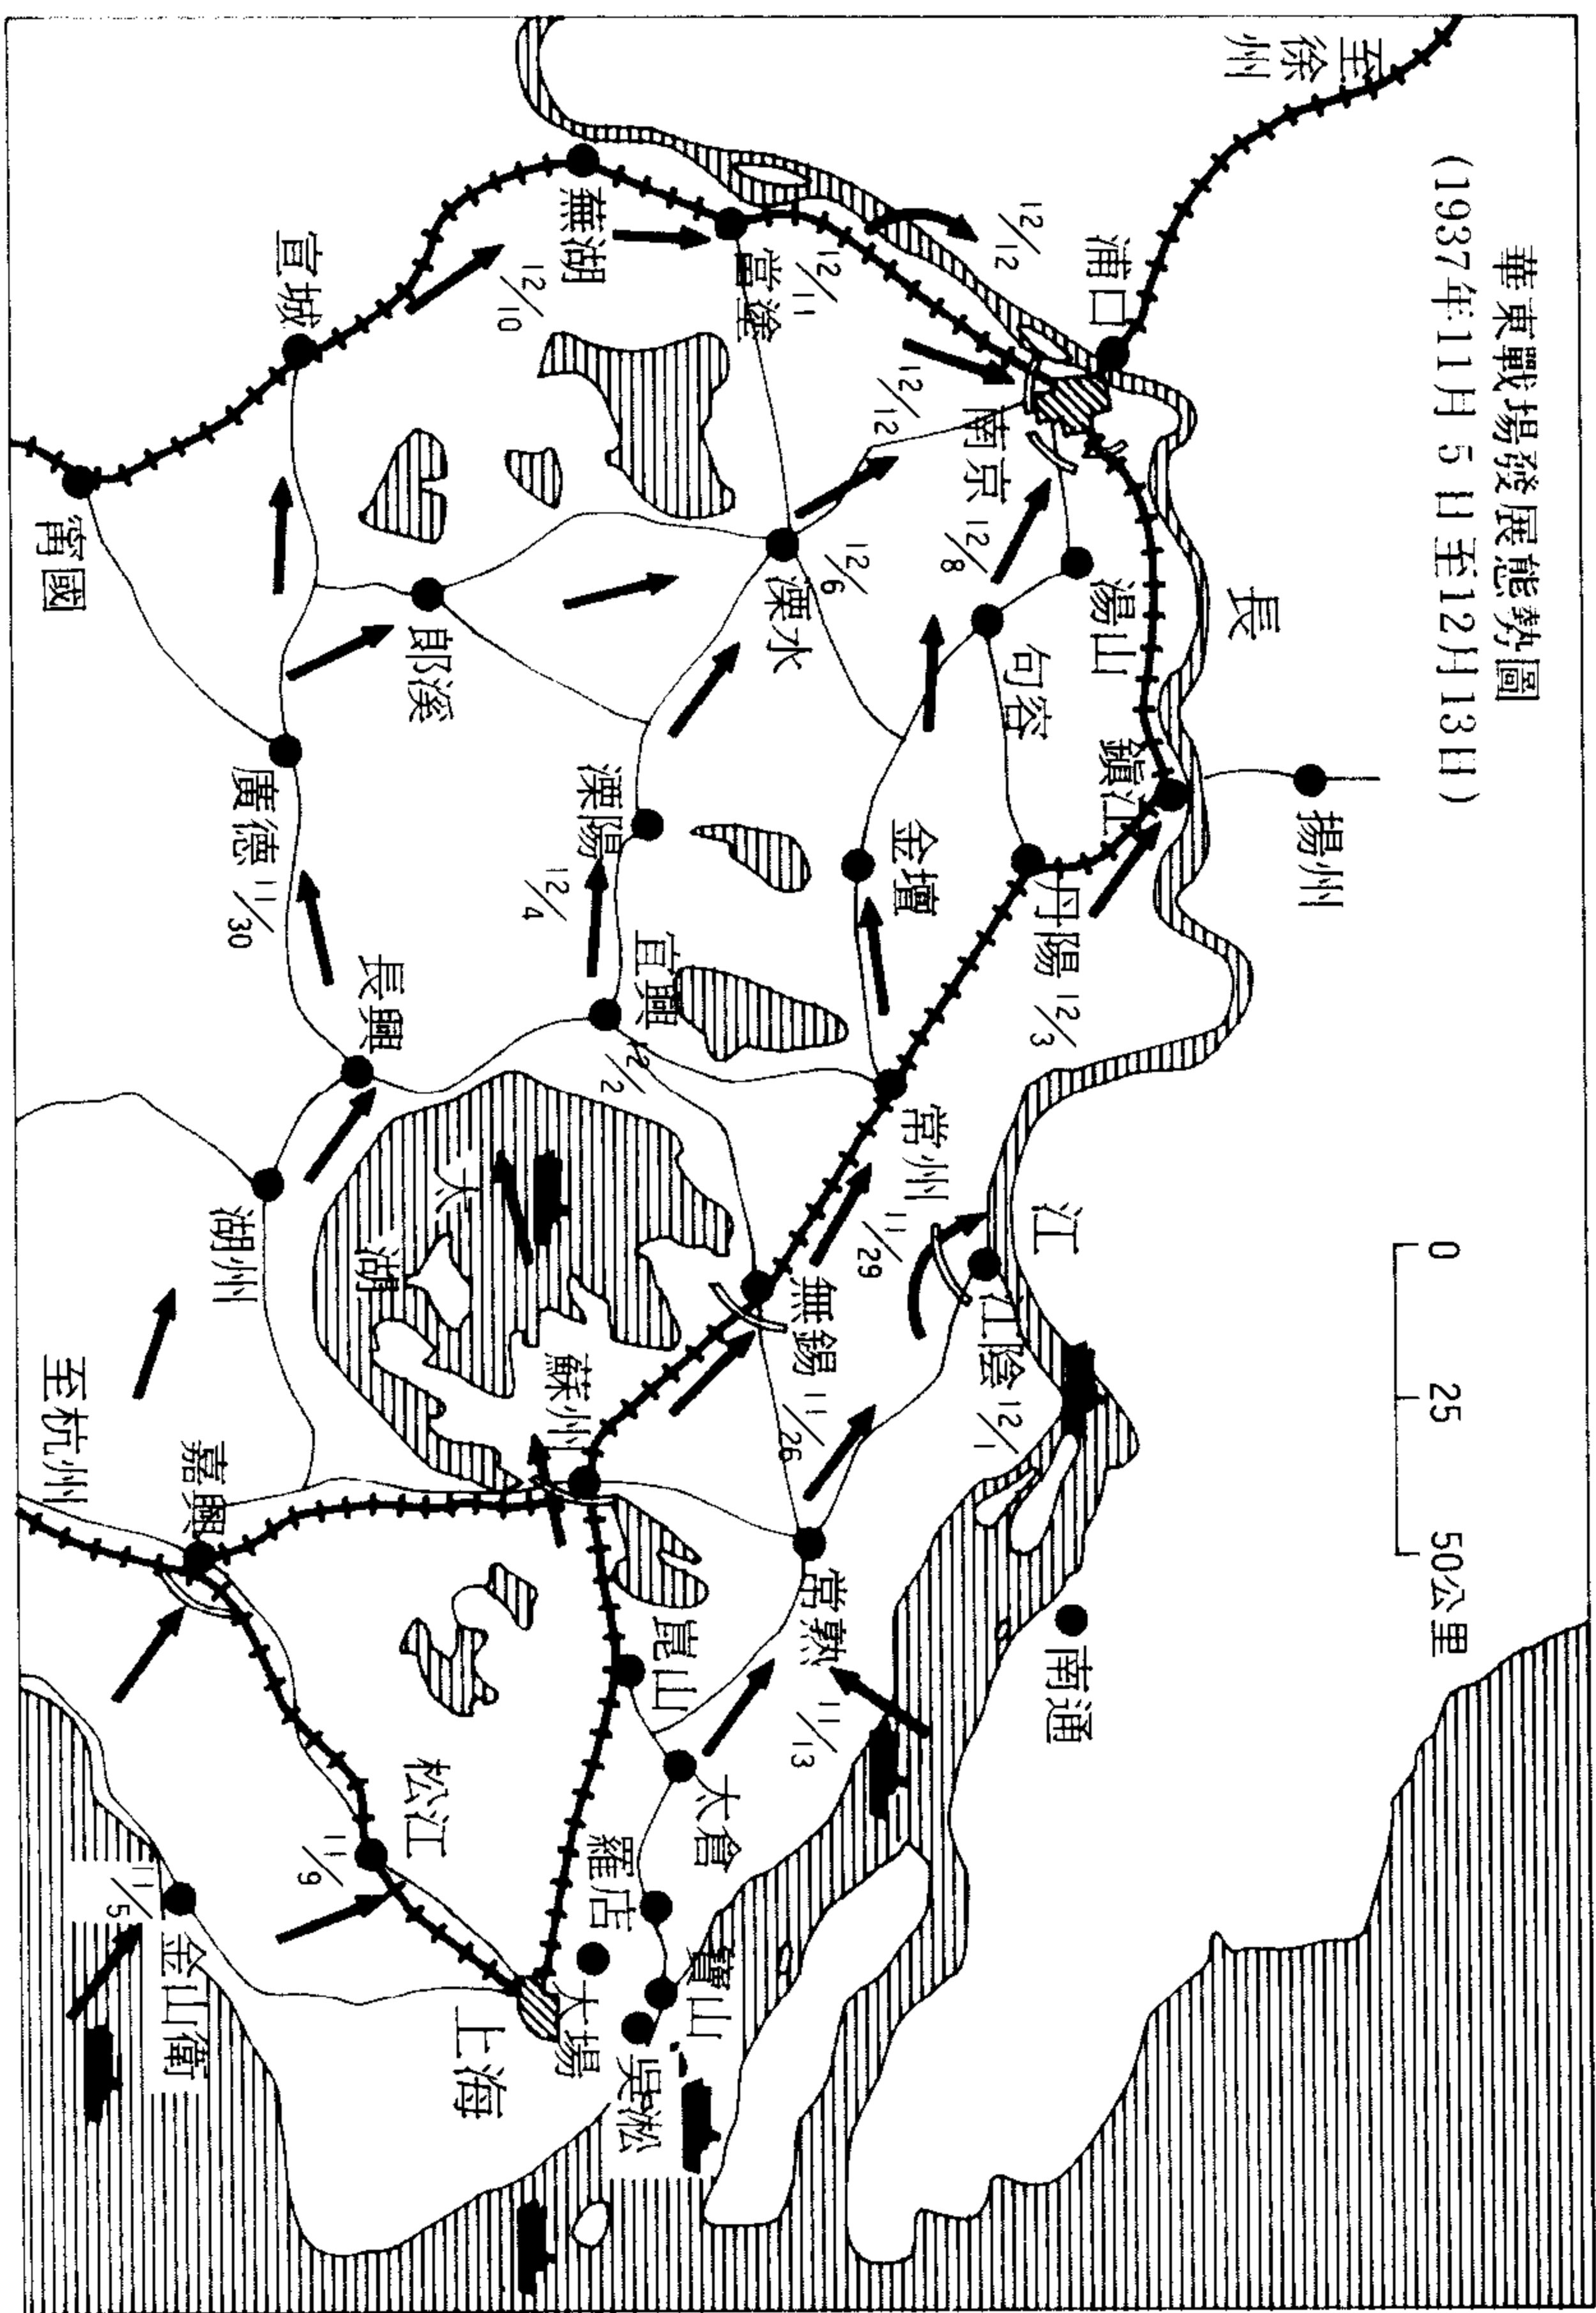 華東戰場發展態勢圖
(1937年11月5日至12月13日)
至徐州
浦口
12/12
長
揚州
江
0 25 50公里
南通
湯山
鎮江
南京
12/8
句容
丹陽
12/3
江陰
12/1
蕪湖
當塗
12/11
12/12
12/6
溧水
金壇
常州
11/29
無錫
11/26
常熟
11/13
12/10
宣城
郎溪
溧陽
12/4
宜興
12/2
太
湖
蘇州
崑山
太倉
羅店
寶山
吳淞
大場
上海
甯國
廣德
11/30
長興
湖州
至杭州
嘉興
松江
11/9
11/5
金山衛